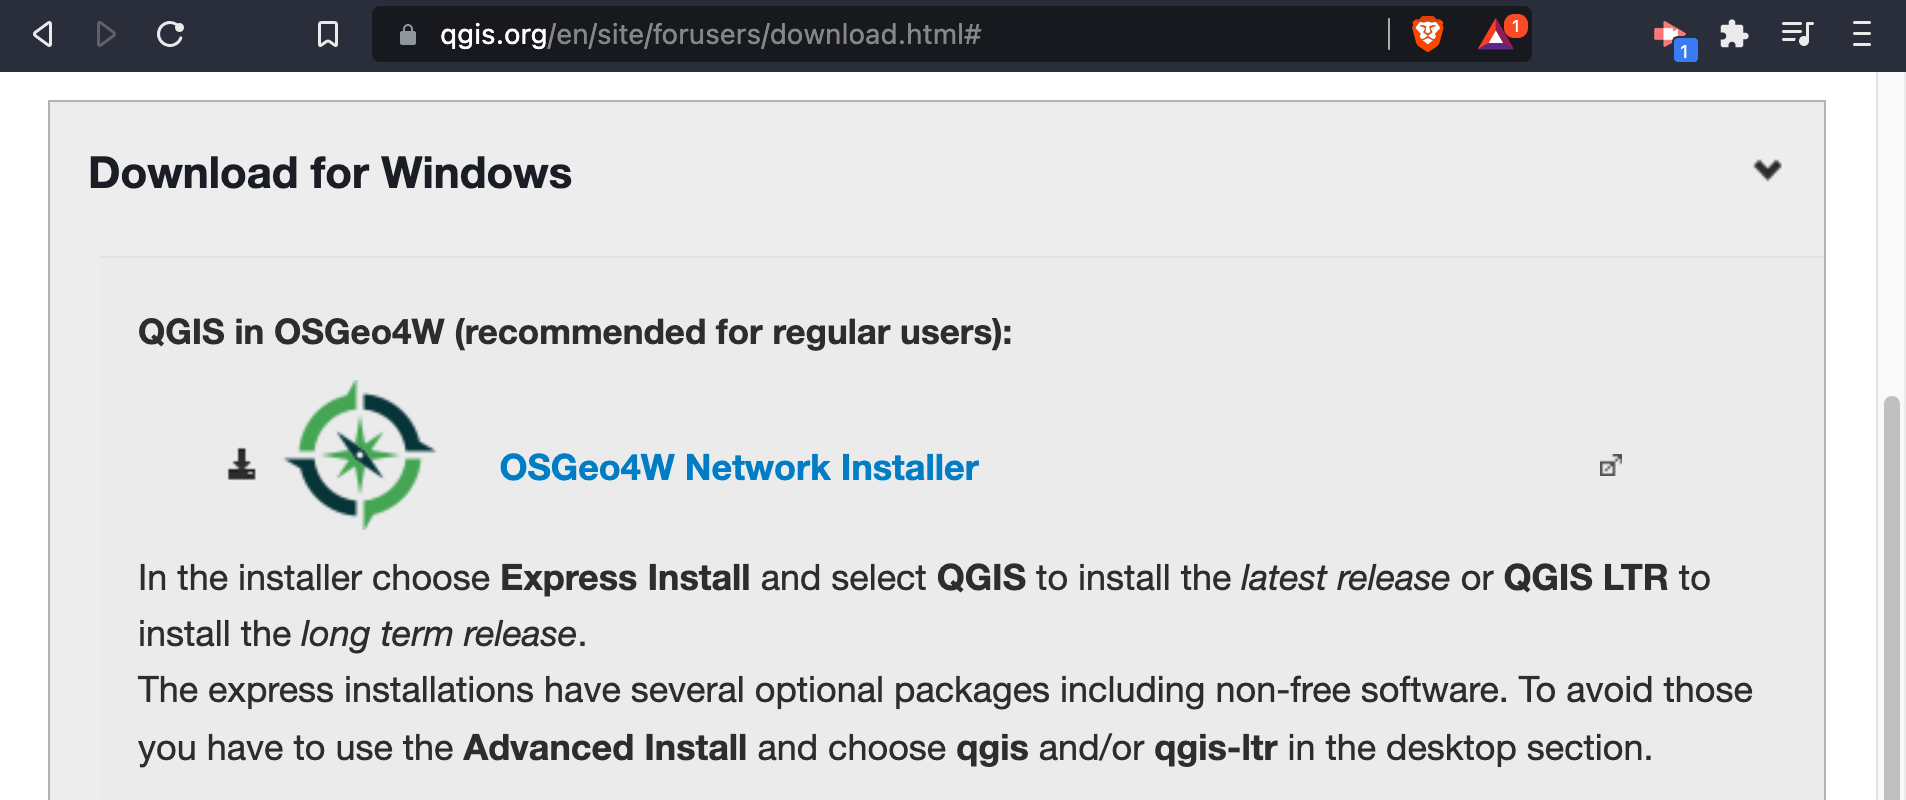 qgis.org/en/site/forusers/download.html#
1
1
Download for Windows
QGIS in OSGeo4W (recommended for regular users):
OSGeo4W Network Installer
In the installer choose Express Install and select QGIS to install the latest release or QGIS LTR to
install the long term release.
The express installations have several optional packages including non-free software. To avoid those
you have to use the Advanced Install and choose qgis and/or qgis-ltr in the desktop section.